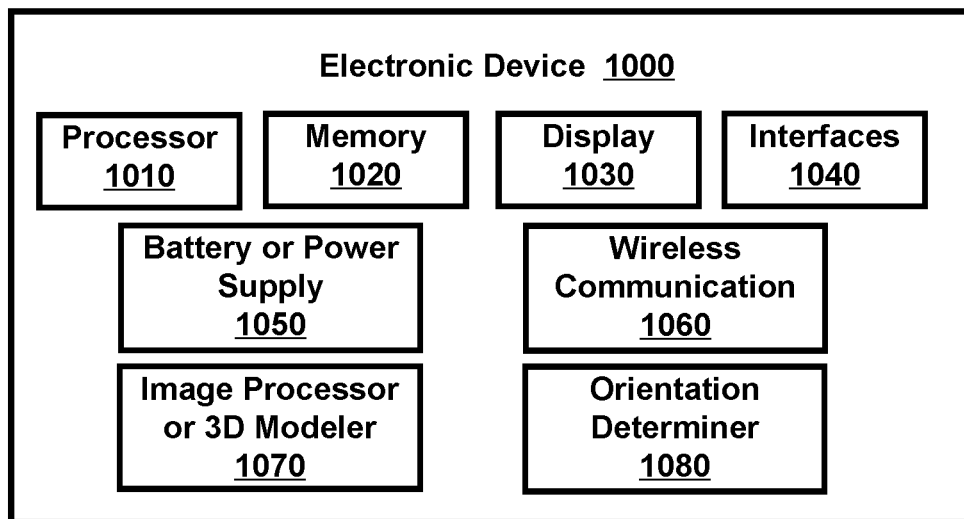 Electronic Device 1000
Processor Memory Display Interfaces
1010 1020 1030 1040
Battery or Power Supply 1050
Wireless Communication 1060
Image Processor or 3D Modeler 1070
Orientation Determiner 1080